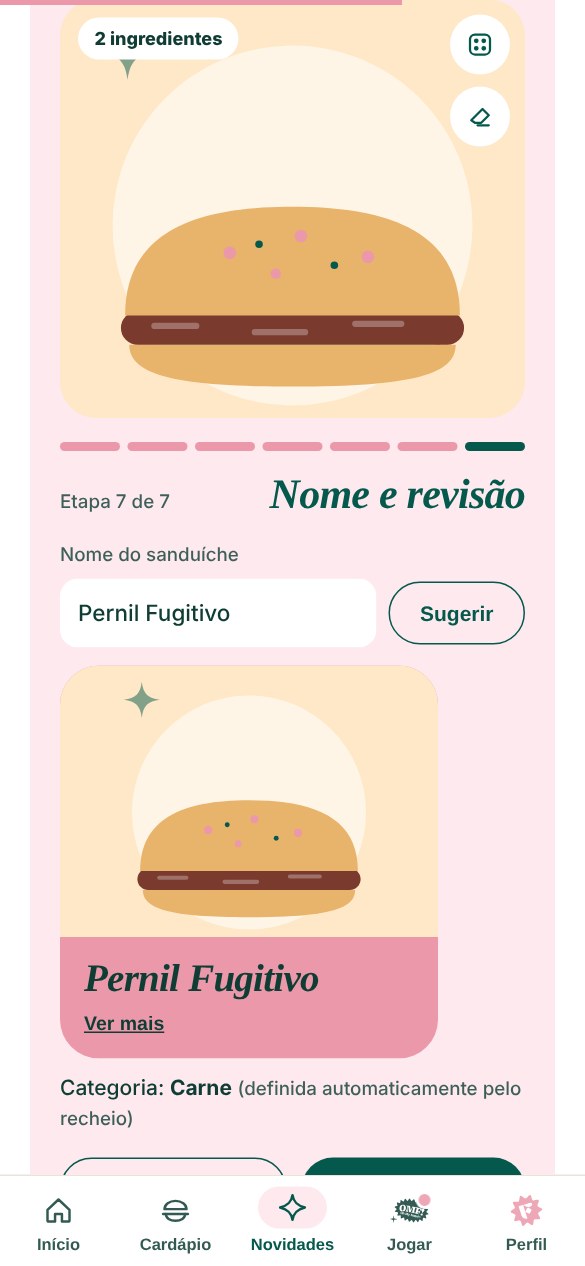 2 ingredientes
Etapa 7 de 7
Nome e revisão
Nome do sanduíche
Pernil Fugitivo
Sugerir
Pernil Fugitivo
Ver mais
Categoria: Carne (definida automaticamente pelo
recheio)
OMF!
Início
Cardápio
Novidades
Jogar
Perfil